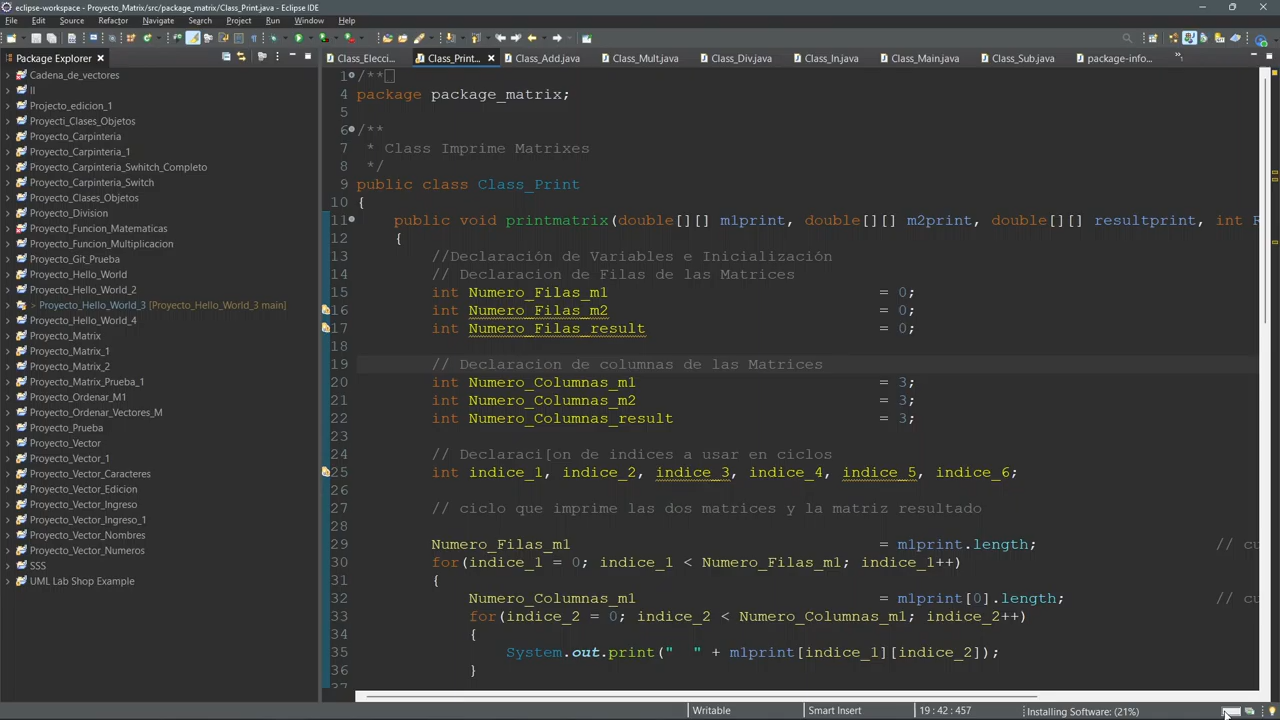 eclipse-workspace - Proyecto_Matrix/src/package_matrix/Class_Print.java - Eclipse IDE
File Edit Source Refactor Navigate Search Project Run Window Help
Package Explorer
Class_Elecci... Class_Print... Class_Add.java Class_Mult.java Class_Div.java Class_In.java Class_Main.java Class_Sub.java package-info...
Cadena_de_vectores
II
Projecto_edicion_1
Proyecti_Clases_Objetos
Proyecto_Carpinteria
Proyecto_Carpinteria_1
Proyecto_Carpinteria_Swhitch_Completo
Proyecto_Carpinteria_Switch
Proyecto_Clases_Objetos
Proyecto_Division
Proyecto_Funcion_Matematicas
Proyecto_Funcion_Multiplicacion
Proyecto_Git_Prueba
Proyecto_Hello_World
Proyecto_Hello_World_2
> Proyecto_Hello_World_3 [Proyecto_Hello_World_3 main]
Proyecto_Hello_World_4
Proyecto_Matrix
Proyecto_Matrix_1
Proyecto_Matrix_2
Proyecto_Matrix_Prueba_1
Proyecto_Ordenar_M1
Proyecto_Ordenar_Vectores_M
Proyecto_Prueba
Proyecto_Vector
Proyecto_Vector_1
Proyecto_Vector_Caracteres
Proyecto_Vector_Edicion
Proyecto_Vector_Ingreso
Proyecto_Vector_Ingreso_1
Proyecto_Vector_Nombres
Proyecto_Vector_Numeros
SSS
UML Lab Shop Example
1 /**
4 package package_matrix;
5
6 /**
7 * Class Imprime Matrixes
8 */
9 public class Class_Print
10 {
11 public void printmatrix(double[][] m1print, double[][] m2print, double[][] resultprint, int F
12 {
13 //Declaración de Variables e Inicialización
14 // Declaracion de Filas de las Matrices
15 int Numero_Filas_m1 = 0;
16 int Numero_Filas_m2 = 0;
17 int Numero_Filas_result = 0;
18
19 // Declaracion de columnas de las Matrices
20 int Numero_Columnas_m1 = 3;
21 int Numero_Columnas_m2 = 3;
22 int Numero_Columnas_result = 3;
23
24 // Declaraci[on de indices a usar en ciclos
25 int indice_1, indice_2, indice_3, indice_4, indice_5, indice_6;
26
27 // ciclo que imprime las dos matrices y la matriz resultado
28
29 Numero_Filas_m1 = m1print.length; // cu
30 for(indice_1 = 0; indice_1 < Numero_Filas_m1; indice_1++)
31 {
32 Numero_Columnas_m1 = m1print[0].length; // cu
33 for(indice_2 = 0; indice_2 < Numero_Columnas_m1; indice_2++)
34 {
35 System.out.print("  " + m1print[indice_1][indice_2]);
36 }
37
Writable Smart Insert 19 : 42 : 457 Installing Software: (21%)